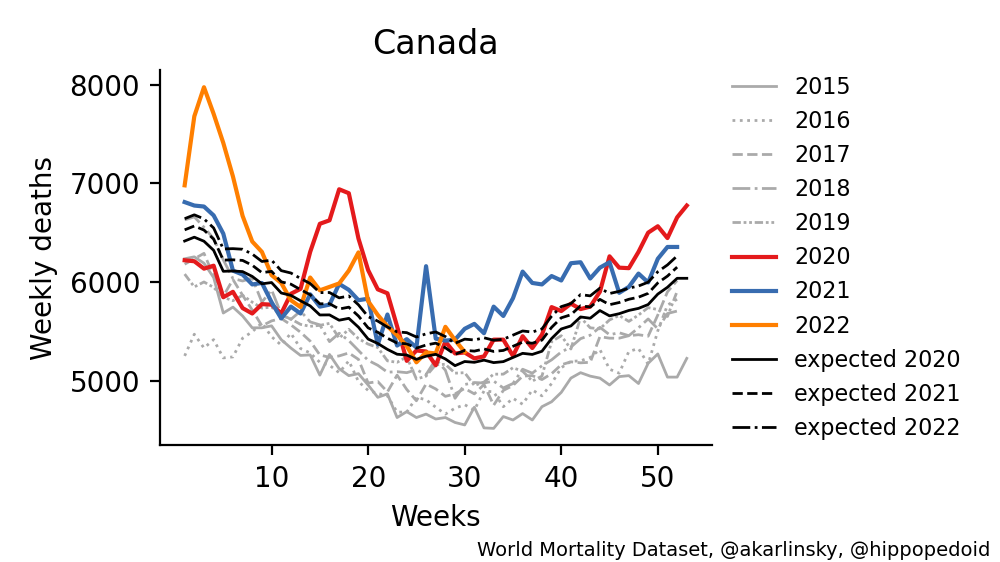 Canada
Weekly deaths
8000
7000
6000
5000
10 20 30 40 50
Weeks
2015
2016
2017
2018
2019
2020
2021
2022
expected 2020
expected 2021
expected 2022
World Mortality Dataset, @akarlinsky, @hippopedoid